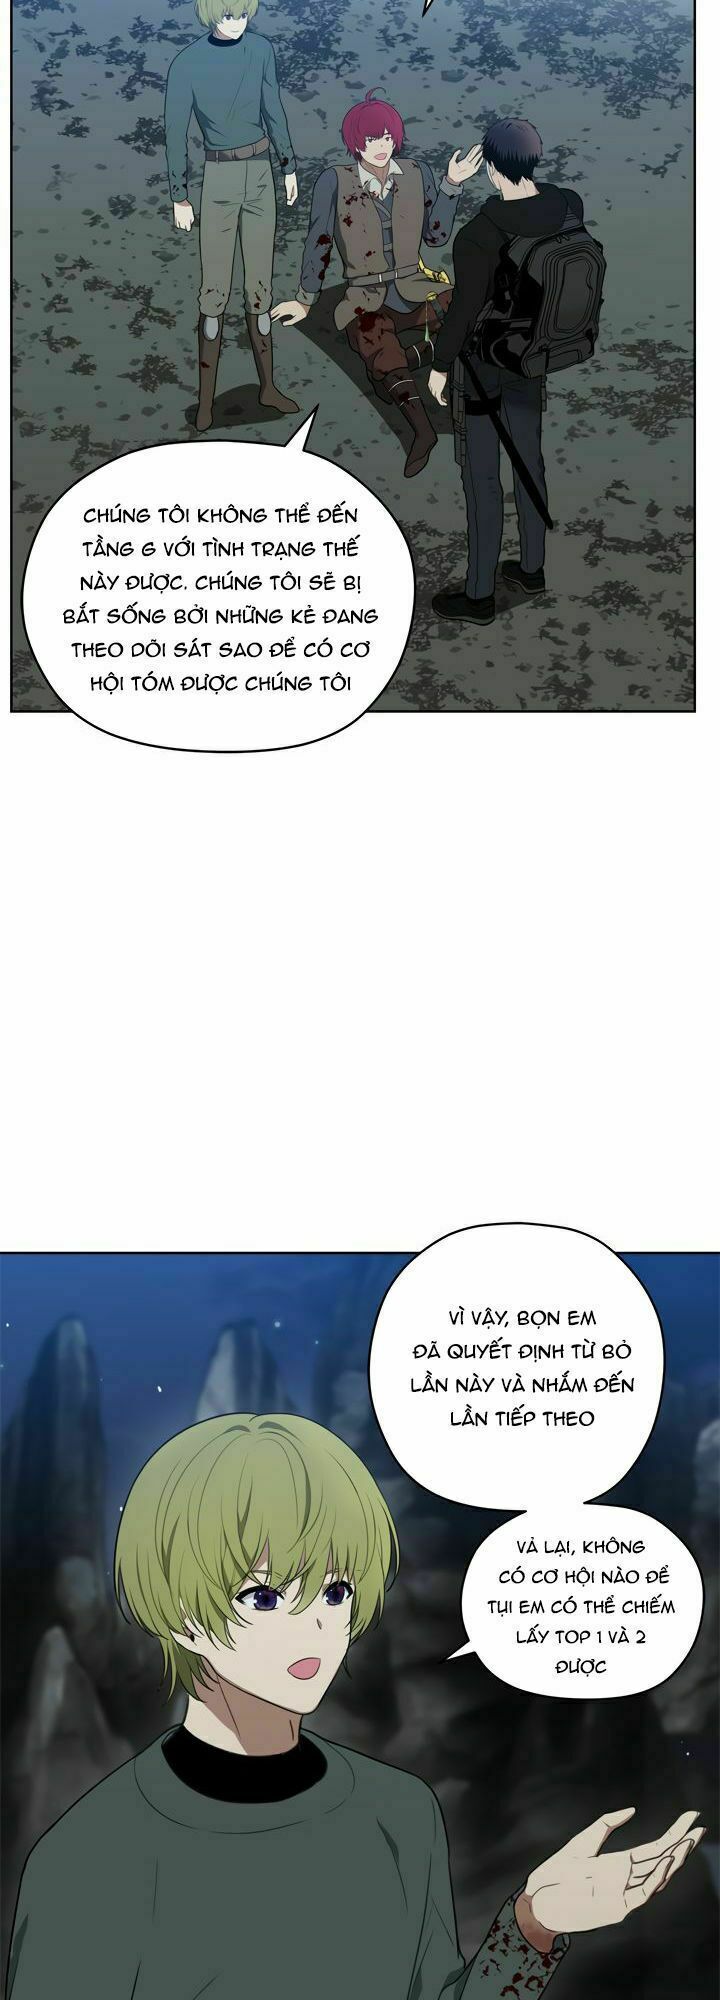 CHÚNG TÔI KHÔNG THỂ ĐẾN
TẦNG G VỚI TÌNH TRẠNG THẾ
NÀY ĐƯỢC. CHÚNG TÔI SẼ BỊ
BẮT SỐNG BỞI NHỮNG KẺ ĐANG
THEO DÕI SÁT SAO ĐỂ CÓ CƠ
HỘI TÓM ĐƯỢC CHÚNG TÔI
VÌ VẬY, BỌN EM
ĐÃ QUYẾT ĐỊNH TỪ BỎ
LẦN NÀY VÀ NHẮM ĐẾN
LẦN TIẾP THEO
VẢ LẠI, KHÔNG
CÓ CƠ HỘI NÀO ĐỂ
TỤI EM CÓ THỂ CHIẾM
LẤY TOP 1 VÀ 2
ĐƯỢC